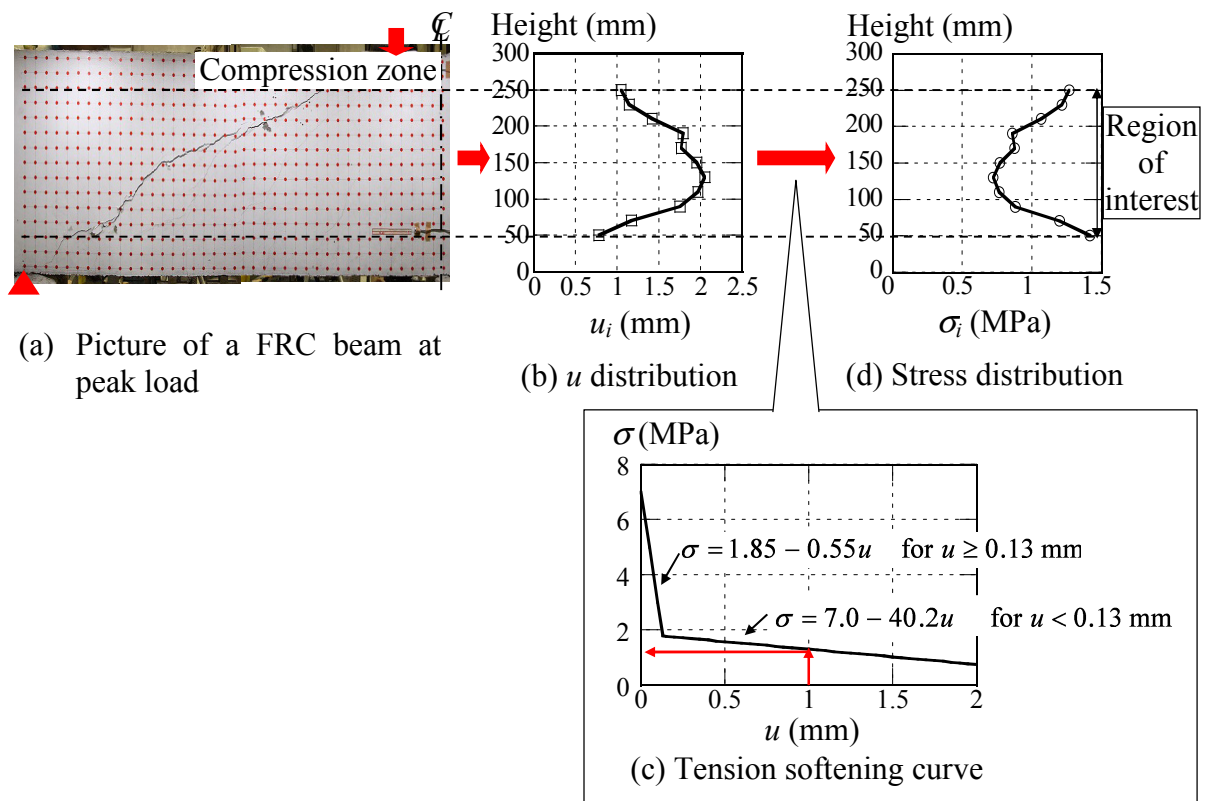 ℄
Compression zone
(a) Picture of a FRC beam at
peak load
Height (mm)
300
250
200
150
100
50
0
0 0.5 1 1.5 2 2.5
u_i (mm)
(b) u distribution
Height (mm)
300
250
200
150
100
50
0
0 0.5 1 1.5
σ_i (MPa)
(d) Stress distribution
Region
of
interest
σ (MPa)
8
6
4
2
0
σ = 1.85 − 0.55u for u ≥ 0.13 mm
σ = 7.0 − 40.2u for u < 0.13 mm
0 0.5 1 1.5 2
u (mm)
(c) Tension softening curve